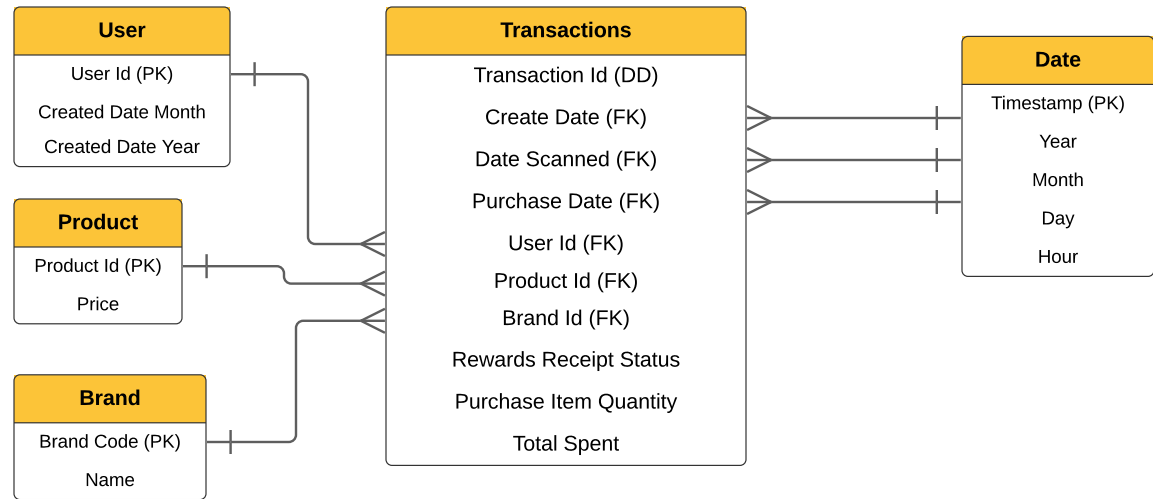 User
User Id (PK)
Created Date Month
Created Date Year
Product
Product Id (PK)
Price
Brand
Brand Code (PK)
Name
Transactions
Transaction Id (DD)
Create Date (FK)
Date Scanned (FK)
Purchase Date (FK)
User Id (FK)
Product Id (FK)
Brand Id (FK)
Rewards Receipt Status
Purchase Item Quantity
Total Spent
Date
Timestamp (PK)
Year
Month
Day
Hour